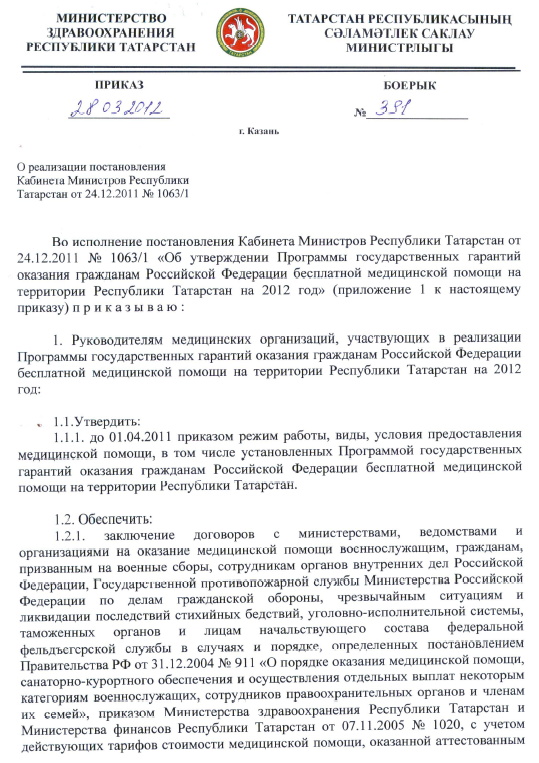 МИНИСТЕРСТВО
ЗДРАВООХРАНЕНИЯ
РЕСПУБЛИКИ ТАТАРСТАН
ТАТАРСТАН РЕСПУБЛИКАСЫНЫҢ
СӘЛАМӘТЛЕК САКЛАУ
МИНИСТРЛЫГЫ
ПРИКАЗ
БОЕРЫК
28 03 2012
№ 391
г. Казань
О реализации постановления
Кабинета Министров Республики
Татарстан от 24.12.2011 № 1063/1
Во исполнение постановления Кабинета Министров Республики Татарстан от
24.12.2011 № 1063/1 «Об утверждении Программы государственных гарантий
оказания гражданам Российской Федерации бесплатной медицинской помощи на
территории Республики Татарстан на 2012 год» (приложение 1 к настоящему
приказу) п р и к а з ы в а ю :
1. Руководителям медицинских организаций, участвующих в реализации
Программы государственных гарантий оказания гражданам Российской Федерации
бесплатной медицинской помощи на территории Республики Татарстан на 2012
год:
1.1.Утвердить:
1.1.1. до 01.04.2011 приказом режим работы, виды, условия предоставления
медицинской помощи, в том числе установленных Программой государственных
гарантий оказания гражданам Российской Федерации бесплатной медицинской
помощи на территории Республики Татарстан.
1.2. Обеспечить:
1.2.1. заключение договоров с министерствами, ведомствами и
организациями на оказание медицинской помощи военнослужащим, гражданам,
призванным на военные сборы, сотрудникам органов внутренних дел Российской
Федерации, Государственной противопожарной службы Министерства Российской
Федерации по делам гражданской обороны, чрезвычайным ситуациям и
ликвидации последствий стихийных бедствий, уголовно-исполнительной системы,
таможенных органов и лицам начальствующего состава федеральной
фельдъегерской службы в случаях и порядке, определенных постановлением
Правительства РФ от 31.12.2004 № 911 «О порядке оказания медицинской помощи,
санаторно-курортного обеспечения и осуществления отдельных выплат некоторым
категориям военнослужащих, сотрудников правоохранительных органов и членам
их семей», приказом Министерства здравоохранения Республики Татарстан и
Министерства финансов Республики Татарстан от 07.11.2005 № 1020, с учетом
действующих тарифов стоимости медицинской помощи, оказанной аттестованным